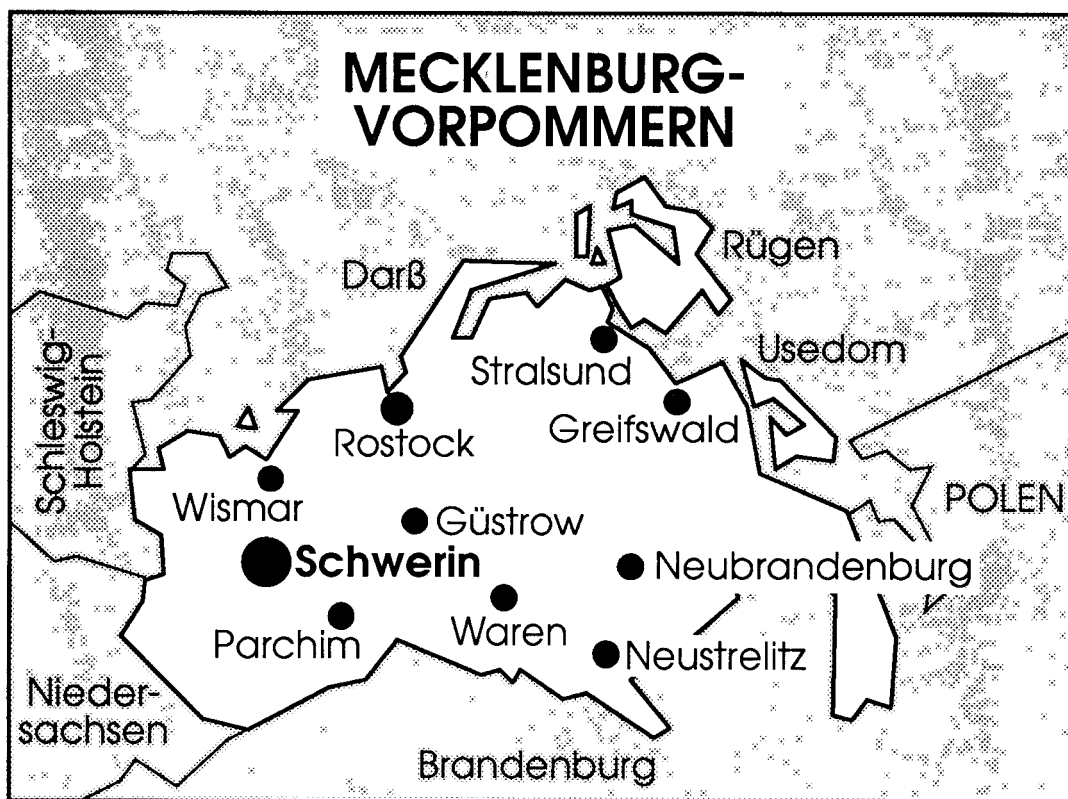 MECKLENBURG-
VORPOMMERN
Rügen
Darß
Usedom
Stralsund
Schleswig-
Holstein
Greifswald
Rostock
Wismar
POLEN
Güstrow
Schwerin
Neubrandenburg
Waren
Parchim
Neustrelitz
Nieder-
sachsen
Brandenburg